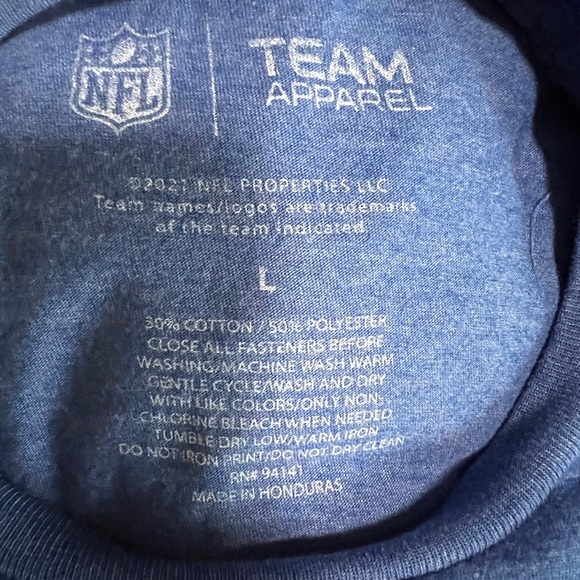 NFL
TEAM
APPAREL
©2021 NFL PROPERTIES LLC
Team names/logos are trademarks
of the team indicated
L
50% COTTON / 50% POLYESTER
CLOSE ALL FASTENERS BEFORE
WASHING/MACHINE WASH WARM
GENTLE CYCLE/WASH AND DRY
WITH LIKE COLORS/ONLY NON-
CHLORINE BLEACH WHEN NEEDED
TUMBLE DRY LOW/WARM IRON
DO NOT IRON PRINT/DO NOT DRY CLEAN
RN# 94141
MADE IN HONDURAS